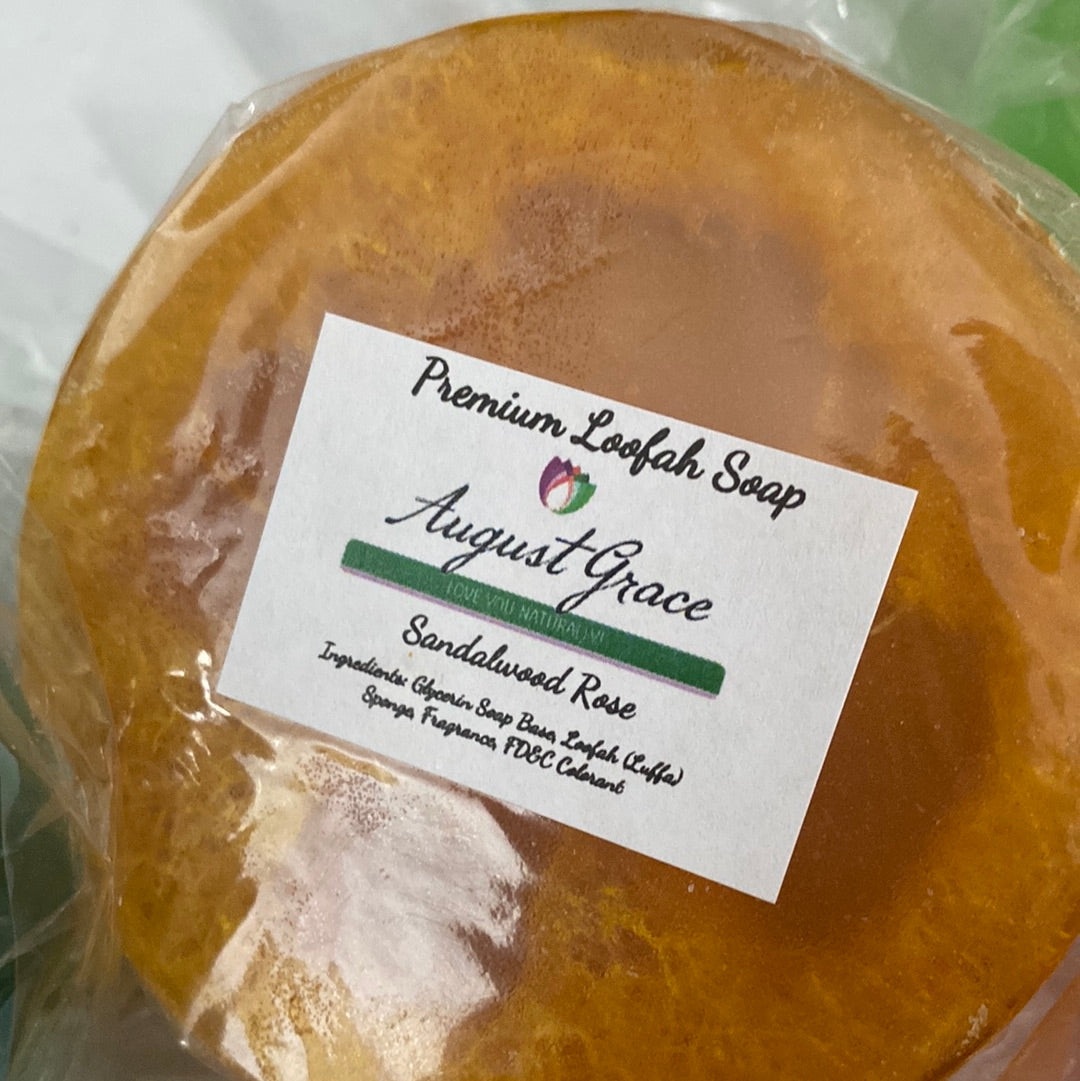 Premium Loofah Soap
August Grace
LOVE YOU NATURALLY!
Sandalwood Rose
Ingredients: Glycerin Soap Base, Loofah (Luffa)
Sponge, Fragrance, FD&C Colorant